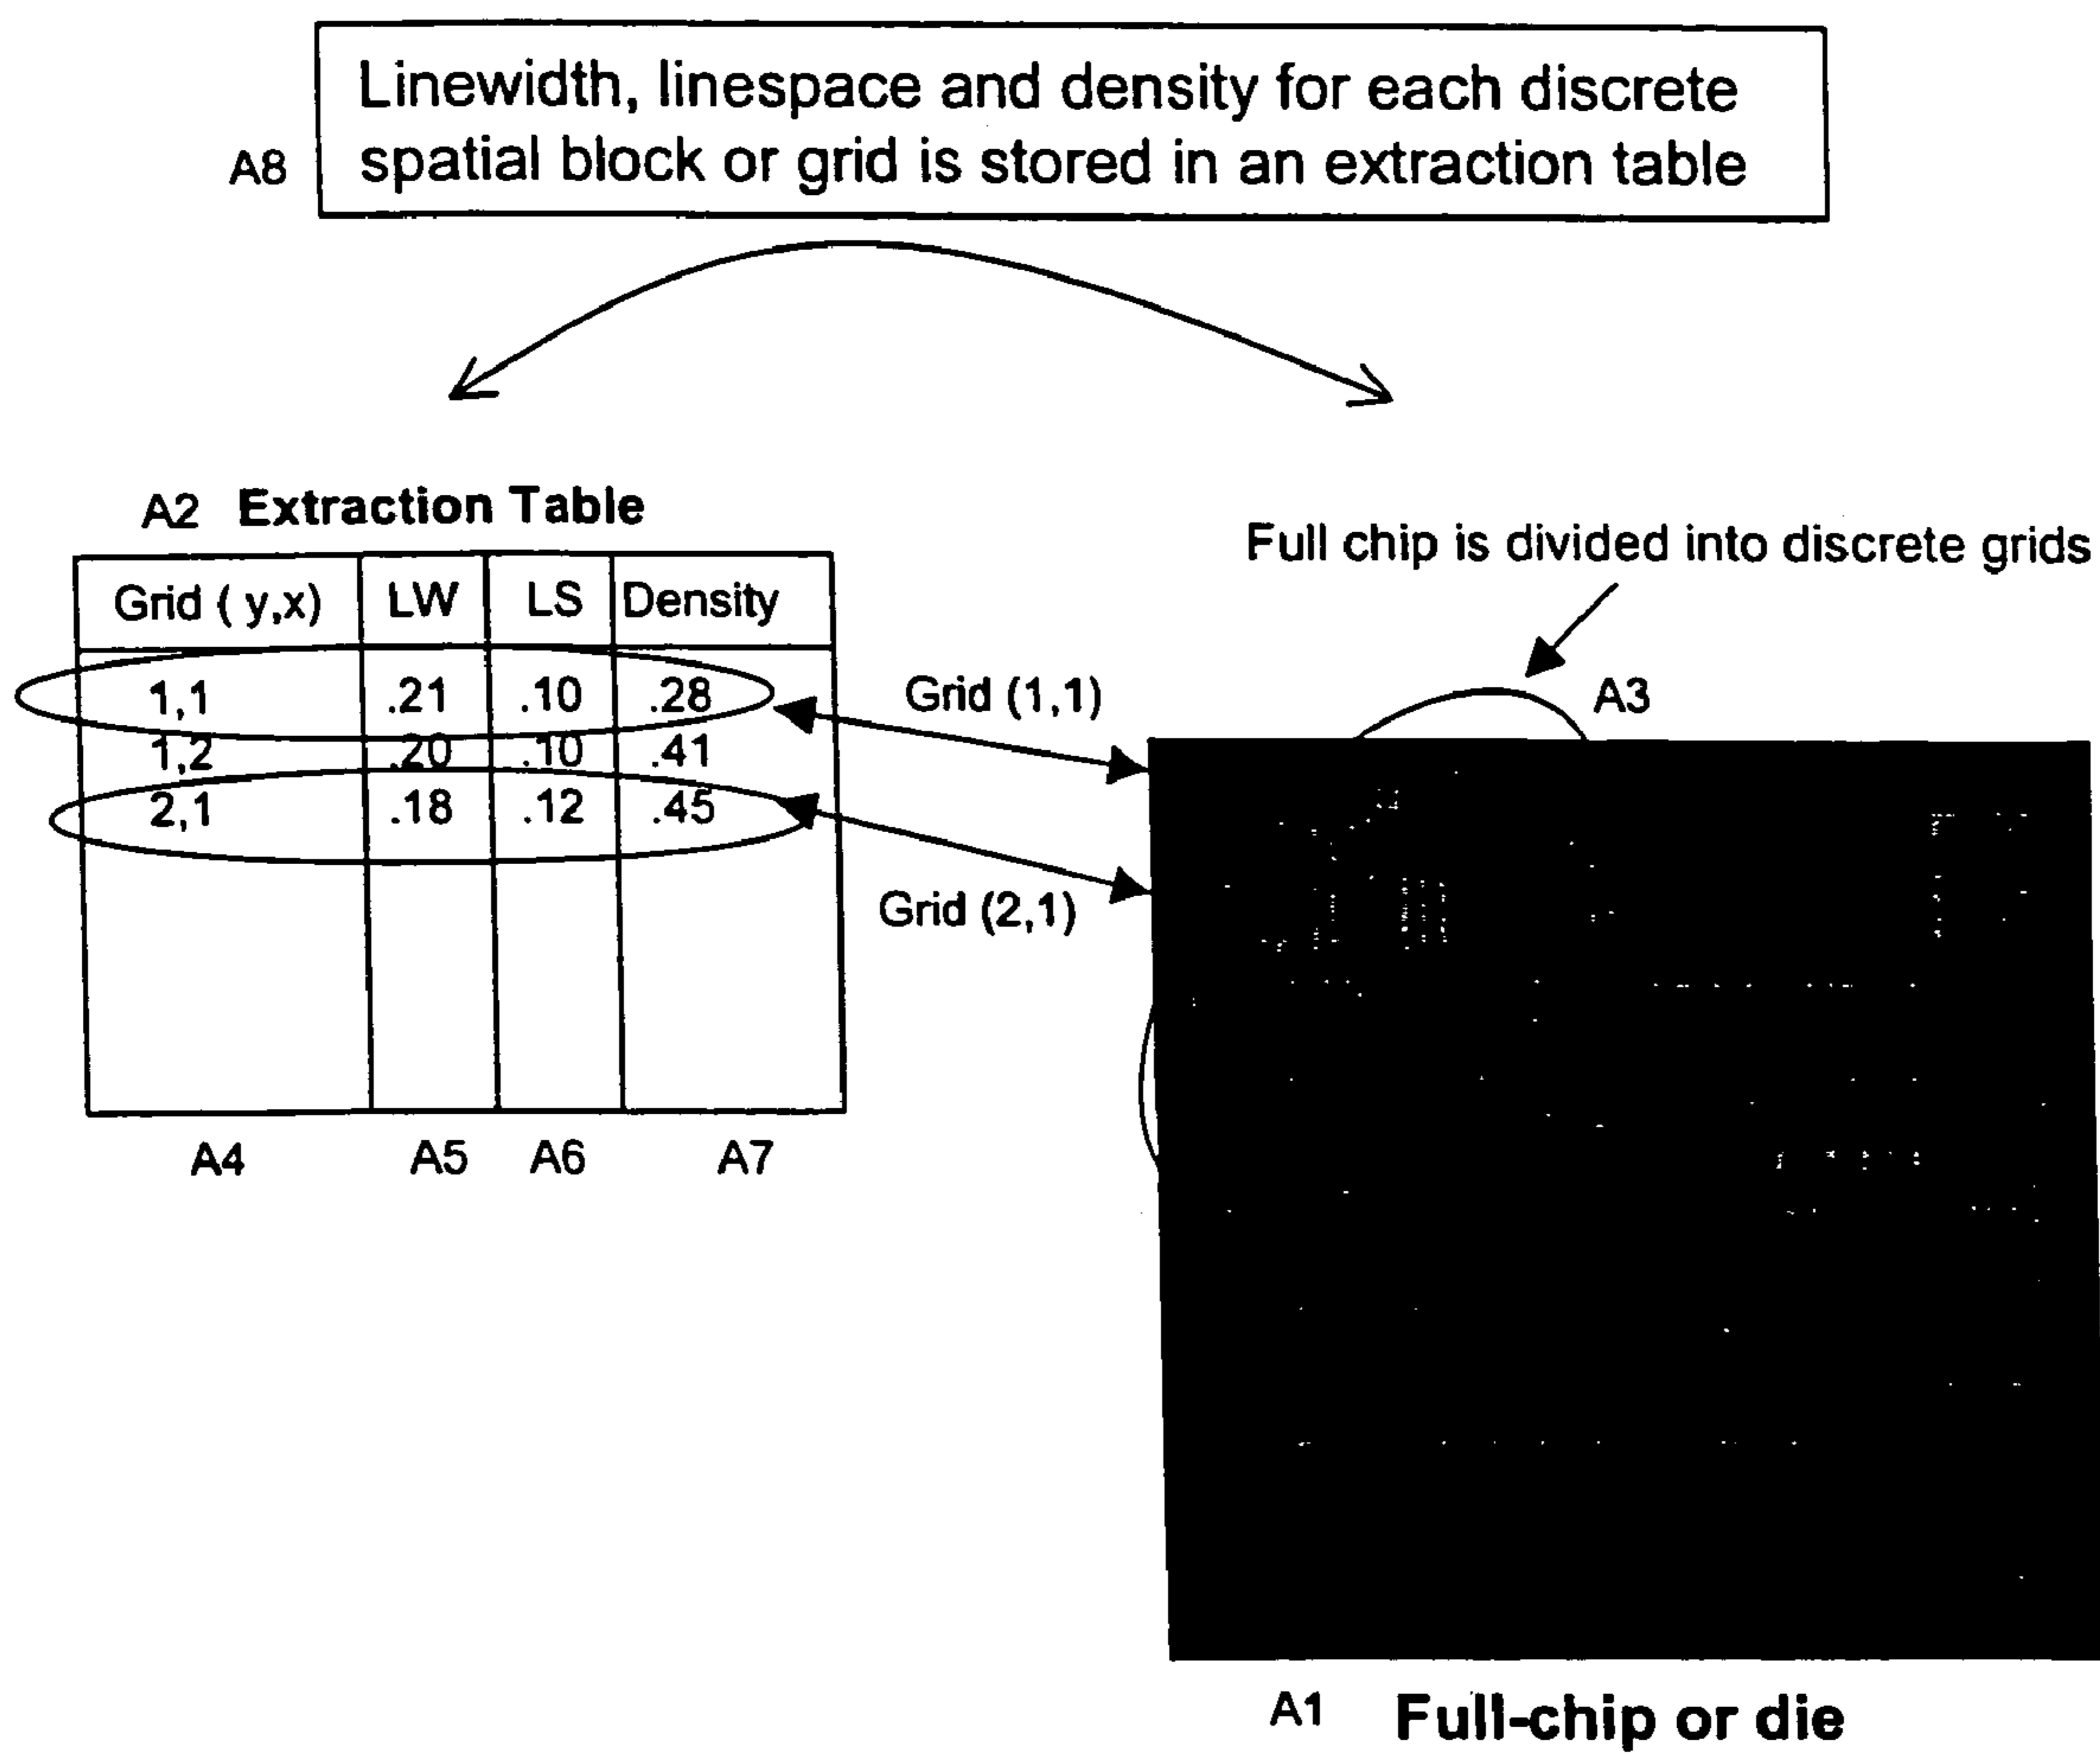 Linewidth, linespace and density for each discrete
spatial block or grid is stored in an extraction table
A8
A2 Extraction Table
Grid ( y,x) LW LS Density
1,1 .21 .10 .28
1,2 .20 .10 .41
2,1 .18 .12 .45
A4 A5 A6 A7
Full chip is divided into discrete grids
A3
Grid (1,1)
Grid (2,1)
A1 Full-chip or die